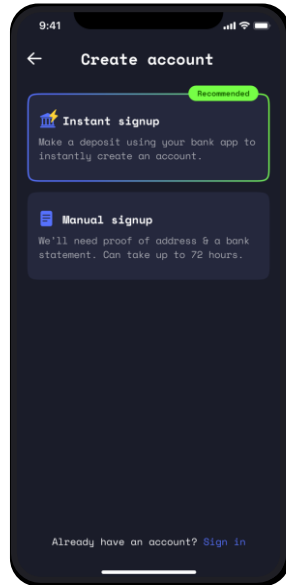 9:41
Create account
Recommended
Instant signup
Make a deposit using your bank app to
instantly create an account.
Manual signup
We'll need proof of address & a bank
statement. Can take up to 72 hours.
Already have an account? Sign in